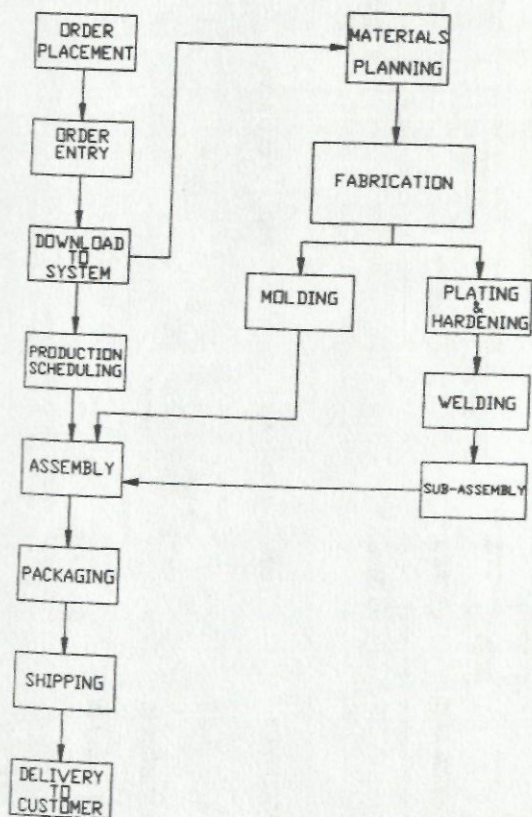 ORDER
PLACEMENT
ORDER
ENTRY
DOWNLOAD
TO
SYSTEM
PRODUCTION
SCHEDULING
ASSEMBLY
PACKAGING
SHIPPING
DELIVERY
TO
CUSTOMER
MATERIALS
PLANNING
FABRICATION
MOLDING
PLATING
&
HARDENING
WELDING
SUB-ASSEMBLY